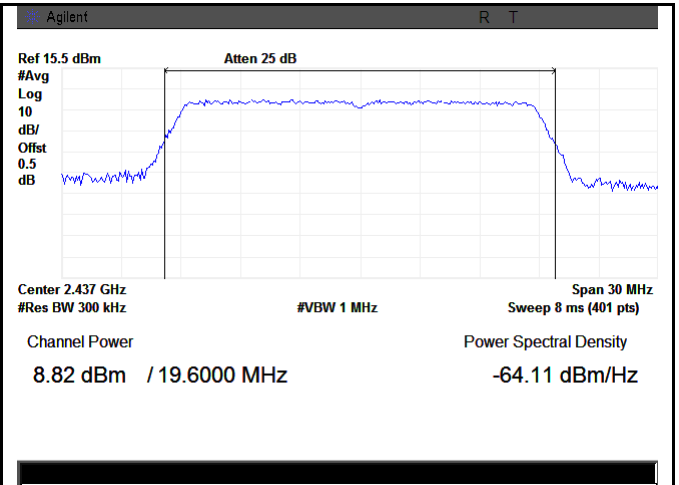 Agilent R T
Ref 15.5 dBm Atten 25 dB
#Avg
Log
10
dB/
Offst
0.5
dB
Center 2.437 GHz Span 30 MHz
#Res BW 300 kHz #VBW 1 MHz Sweep 8 ms (401 pts)
Channel Power Power Spectral Density
8.82 dBm / 19.6000 MHz -64.11 dBm/Hz